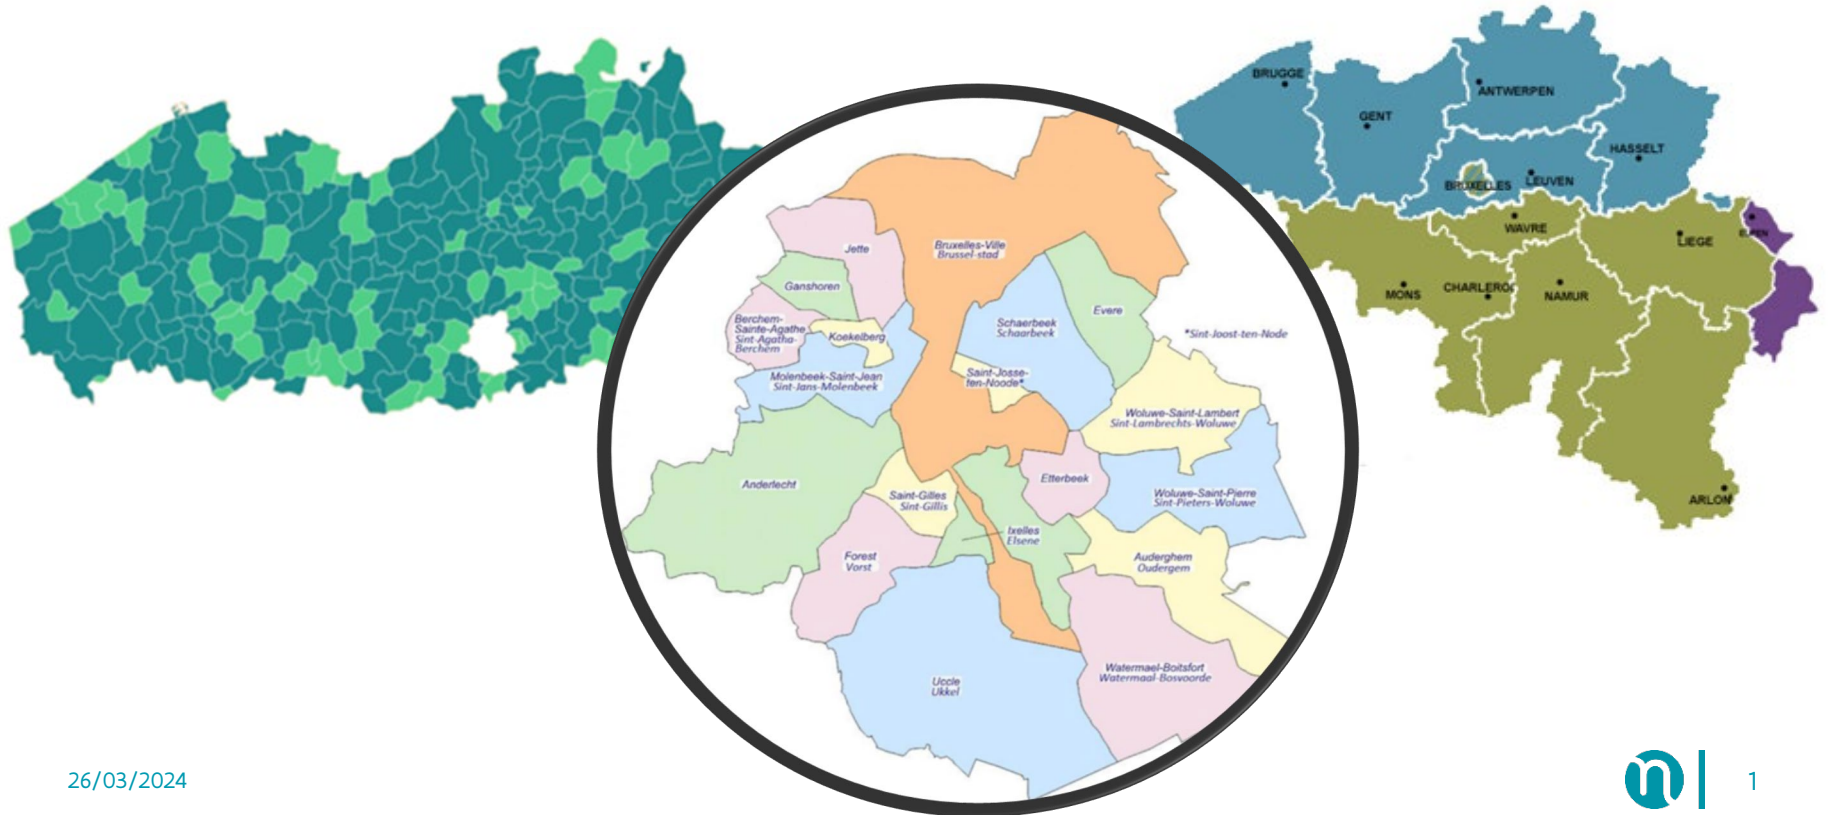 BRUGGE
ANTWERPEN
GENT
HASSELT
BRUXELLES
LEUVEN
WAVRE
LIEGE
EUPEN
MONS
CHARLEROI
NAMUR
ARLON
Jette
Bruxelles-Ville
Brussel-stad
Ganshoren
Evere
Berchem-
Sainte-Agathe
Sint-Agatha-
Berchem
Koekelberg
Schaerbeek
Schaarbeek
*Sint-Joost-ten-Node
Molenbeek-Saint-Jean
Sint-Jans-Molenbeek
Saint-Josse-
ten-Noode*
Woluwe-Saint-Lambert
Sint-Lambrechts-Woluwe
Anderlecht
Etterbeek
Saint-Gilles
Sint-Gillis
Woluwe-Saint-Pierre
Sint-Pieters-Woluwe
Ixelles
Elsene
Forest
Vorst
Auderghem
Oudergem
Uccle
Ukkel
Watermael-Boitsfort
Watermaal-Bosvoorde
26/03/2024
n
1